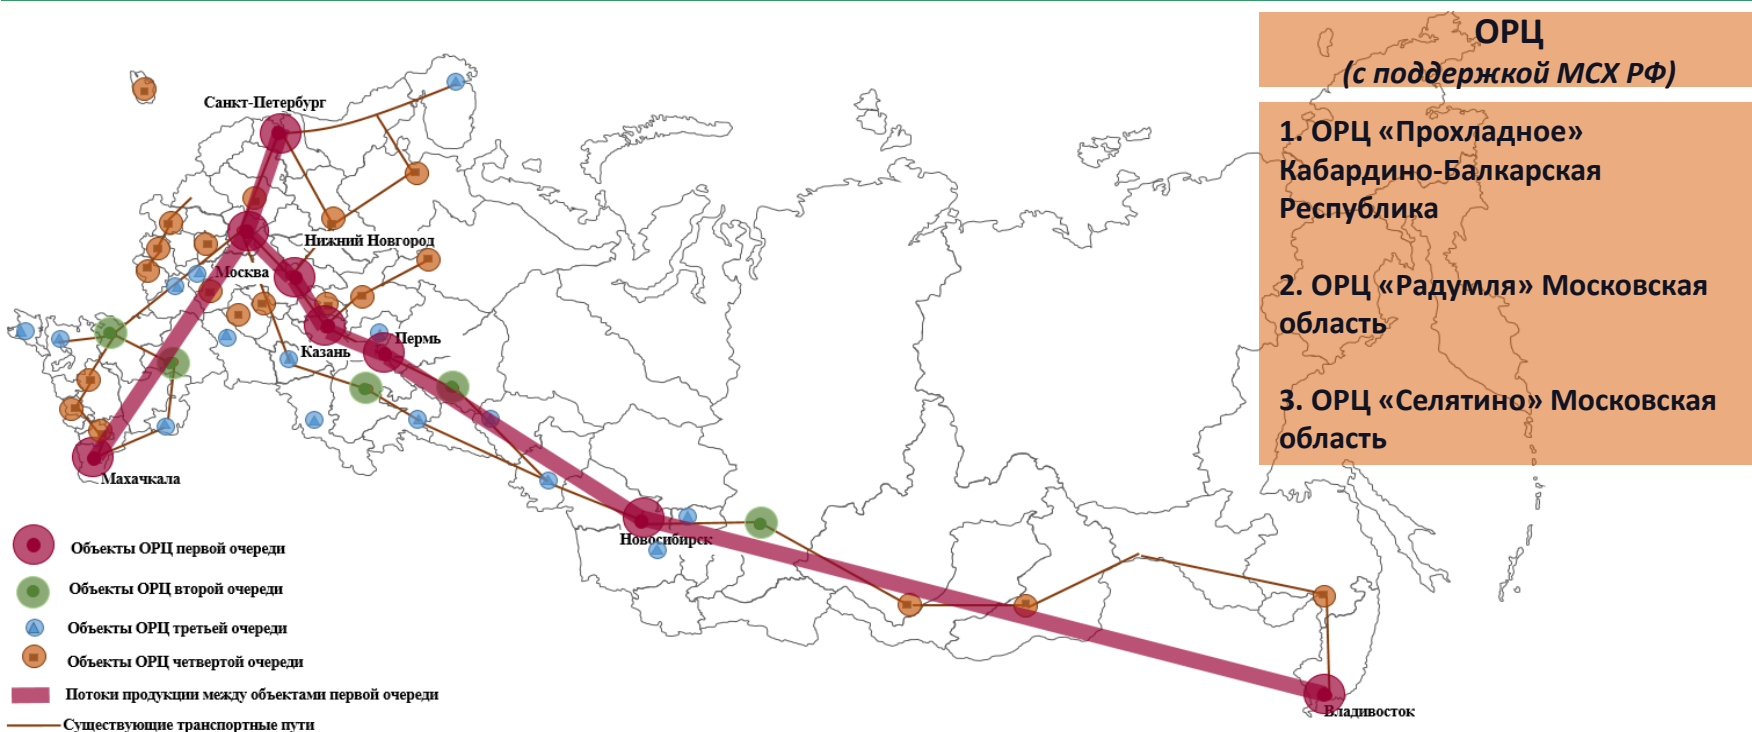 ОРЦ
(с поддержкой МСХ РФ)
1. ОРЦ «Прохладное»
Кабардино-Балкарская
Республика
2. ОРЦ «Радумля» Московская
область
3. ОРЦ «Селятино» Московская
область
Санкт-Петербург
Нижний Новгород
Москва
Пермь
Казань
Махачкала
Новосибирск
Владивосток
Объекты ОРЦ первой очереди
Объекты ОРЦ второй очереди
Объекты ОРЦ третьей очереди
Объекты ОРЦ четвертой очереди
Потоки продукции между объектами первой очереди
Существующие транспортные пути